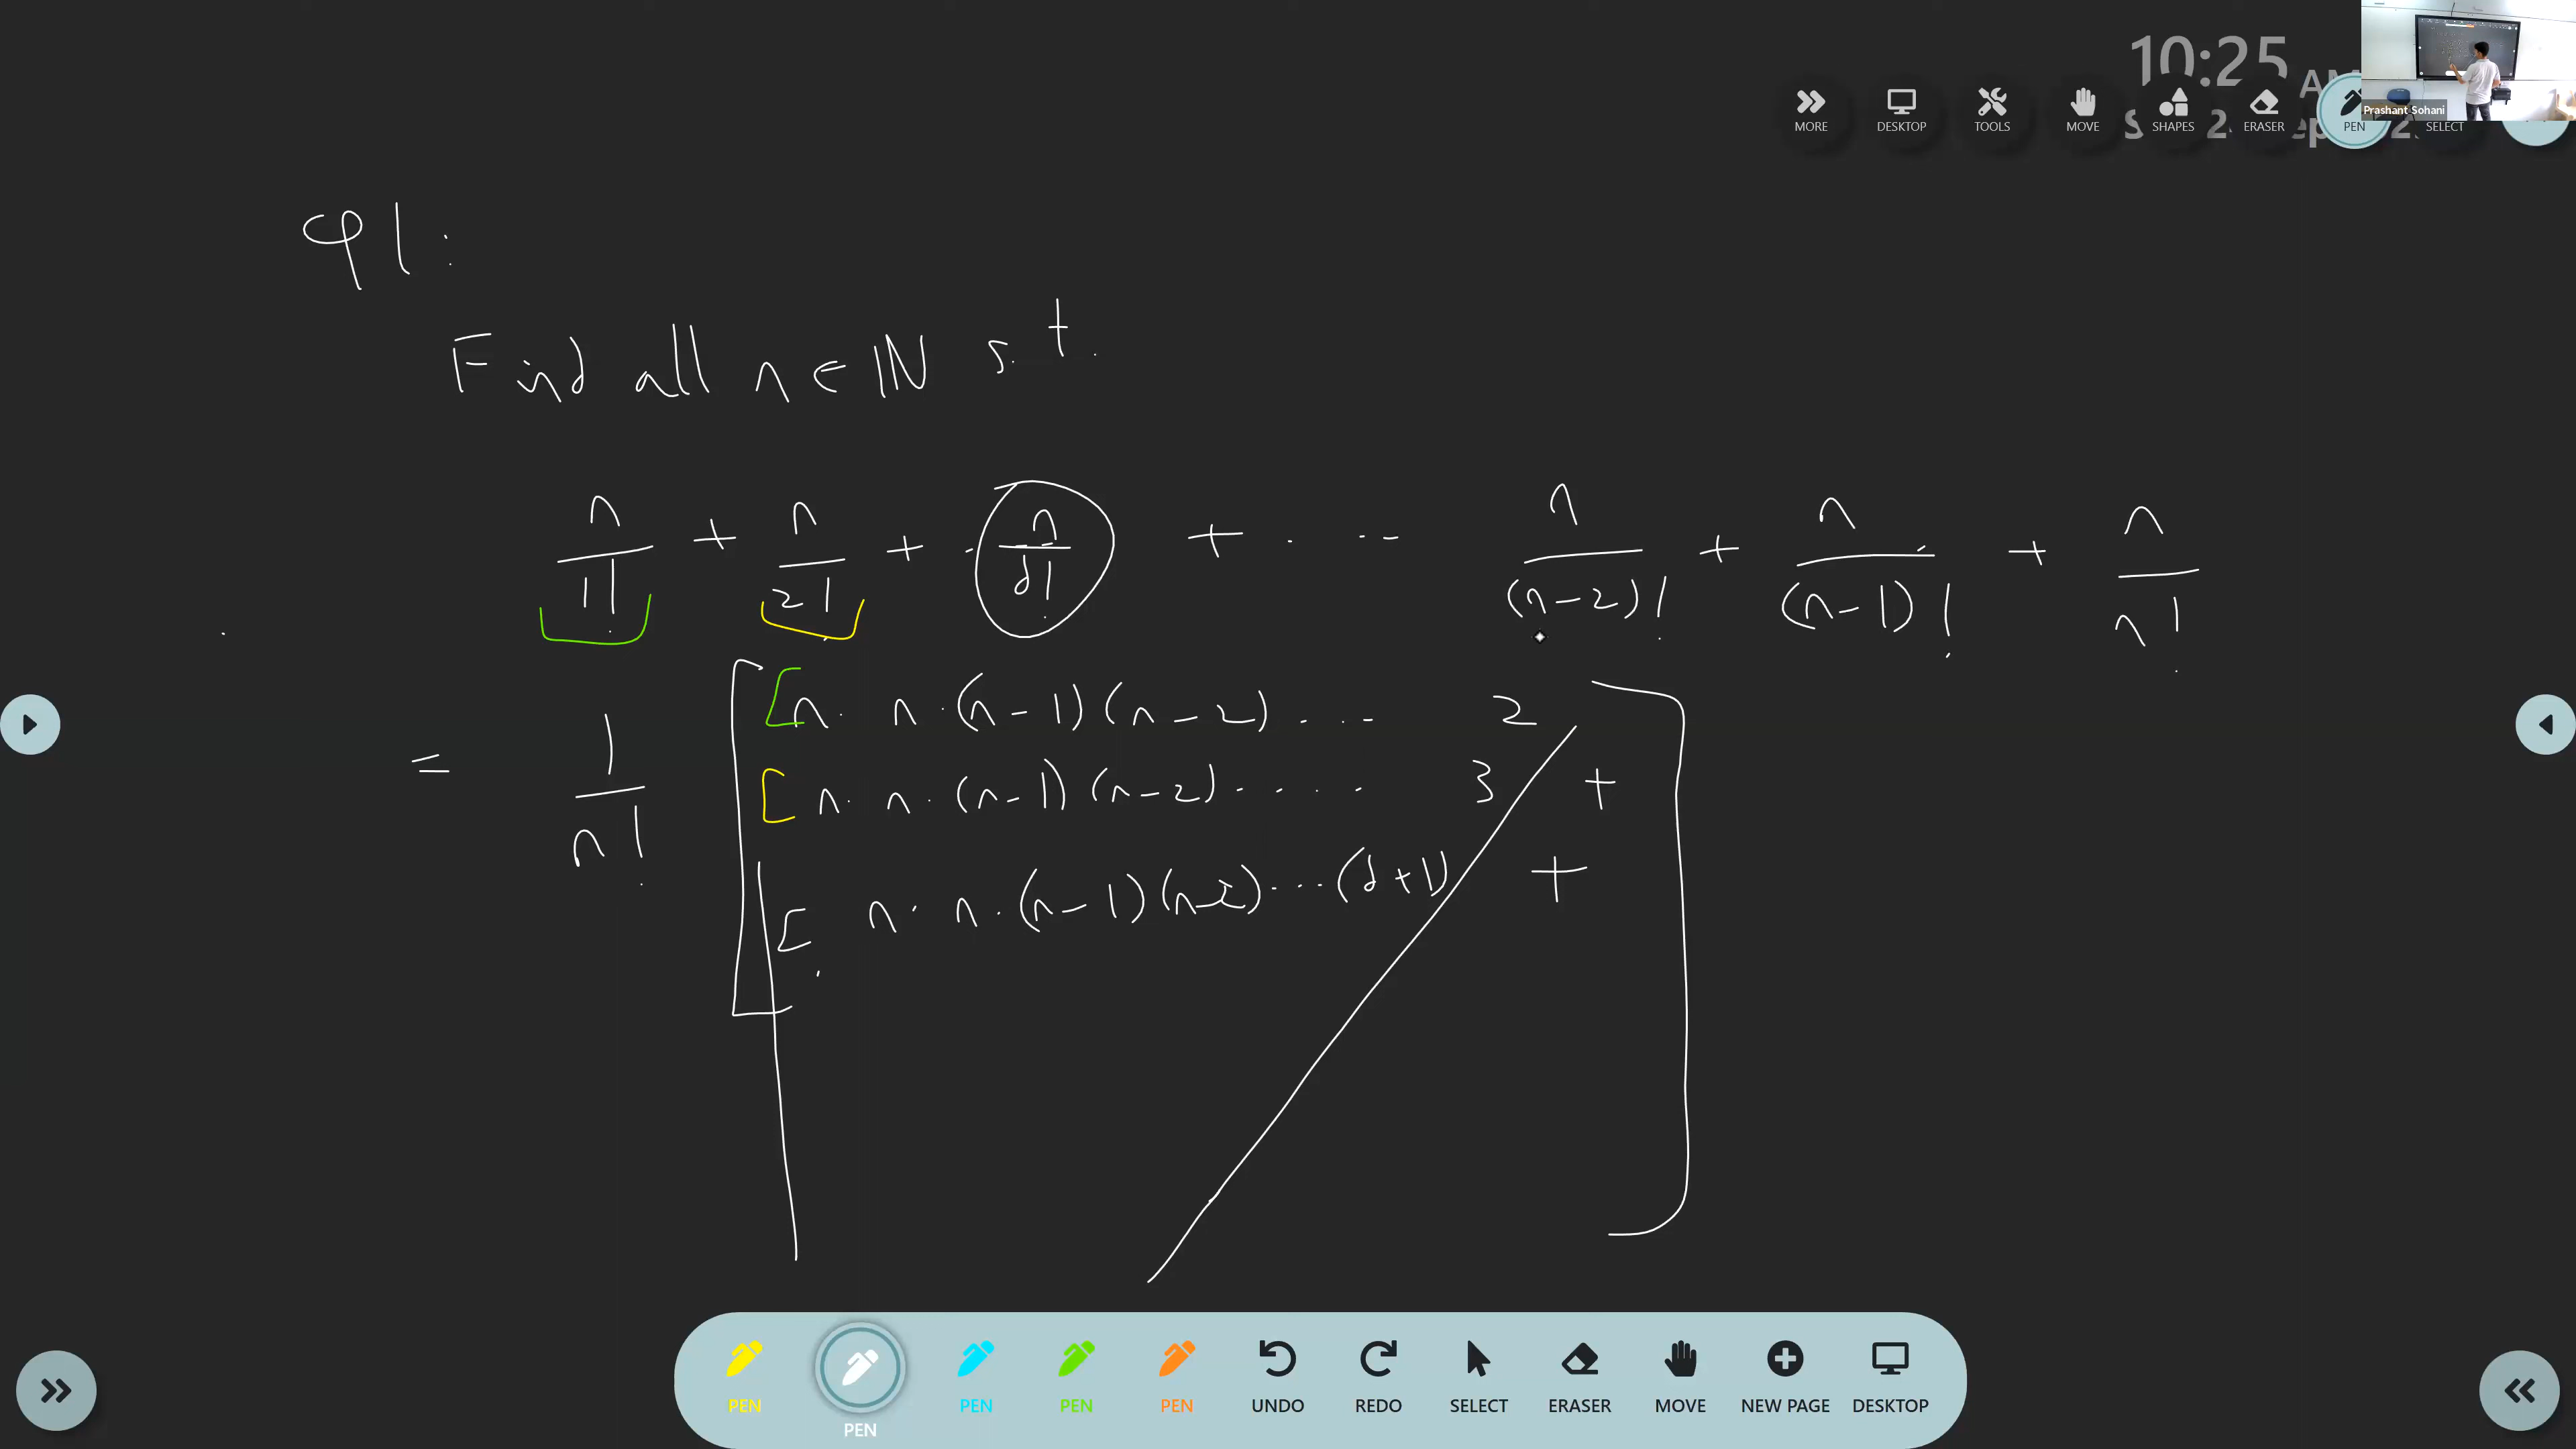 10:25
Prashant Sohani
MORE DESKTOP TOOLS MOVE SHAPES ERASER PEN SELECT
Q1:
Find all n ∈ ℕ s.t.
n/1! + n/2! + n/d! + ... n/(n-2)! + n/(n-1)! + n/n!
= 1/n! [ [ n. n.(n-1)(n-2)... 2
[ n. n.(n-1)(n-2)..... 3 +
[ n. n.(n-1)(n-2)...(d+1) +
PEN PEN PEN PEN PEN UNDO REDO SELECT ERASER MOVE NEW PAGE DESKTOP